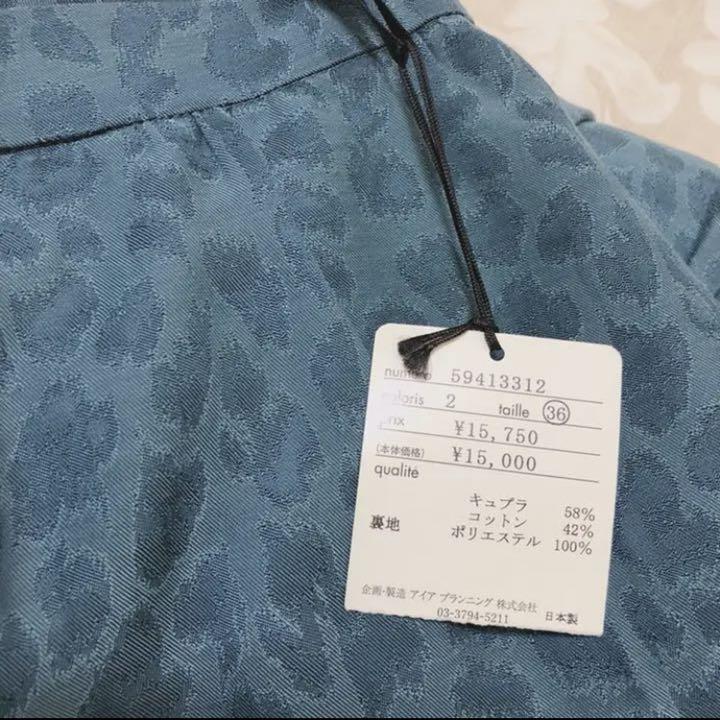 59413312
2 taille 36
¥15,750
(本体価格) ¥15,000
qualité
キュプラ 58%
コットン 42%
裏地 ポリエステル 100%
企画・製造 アイア プランニング 株式会社 日本製
03-3794-5211